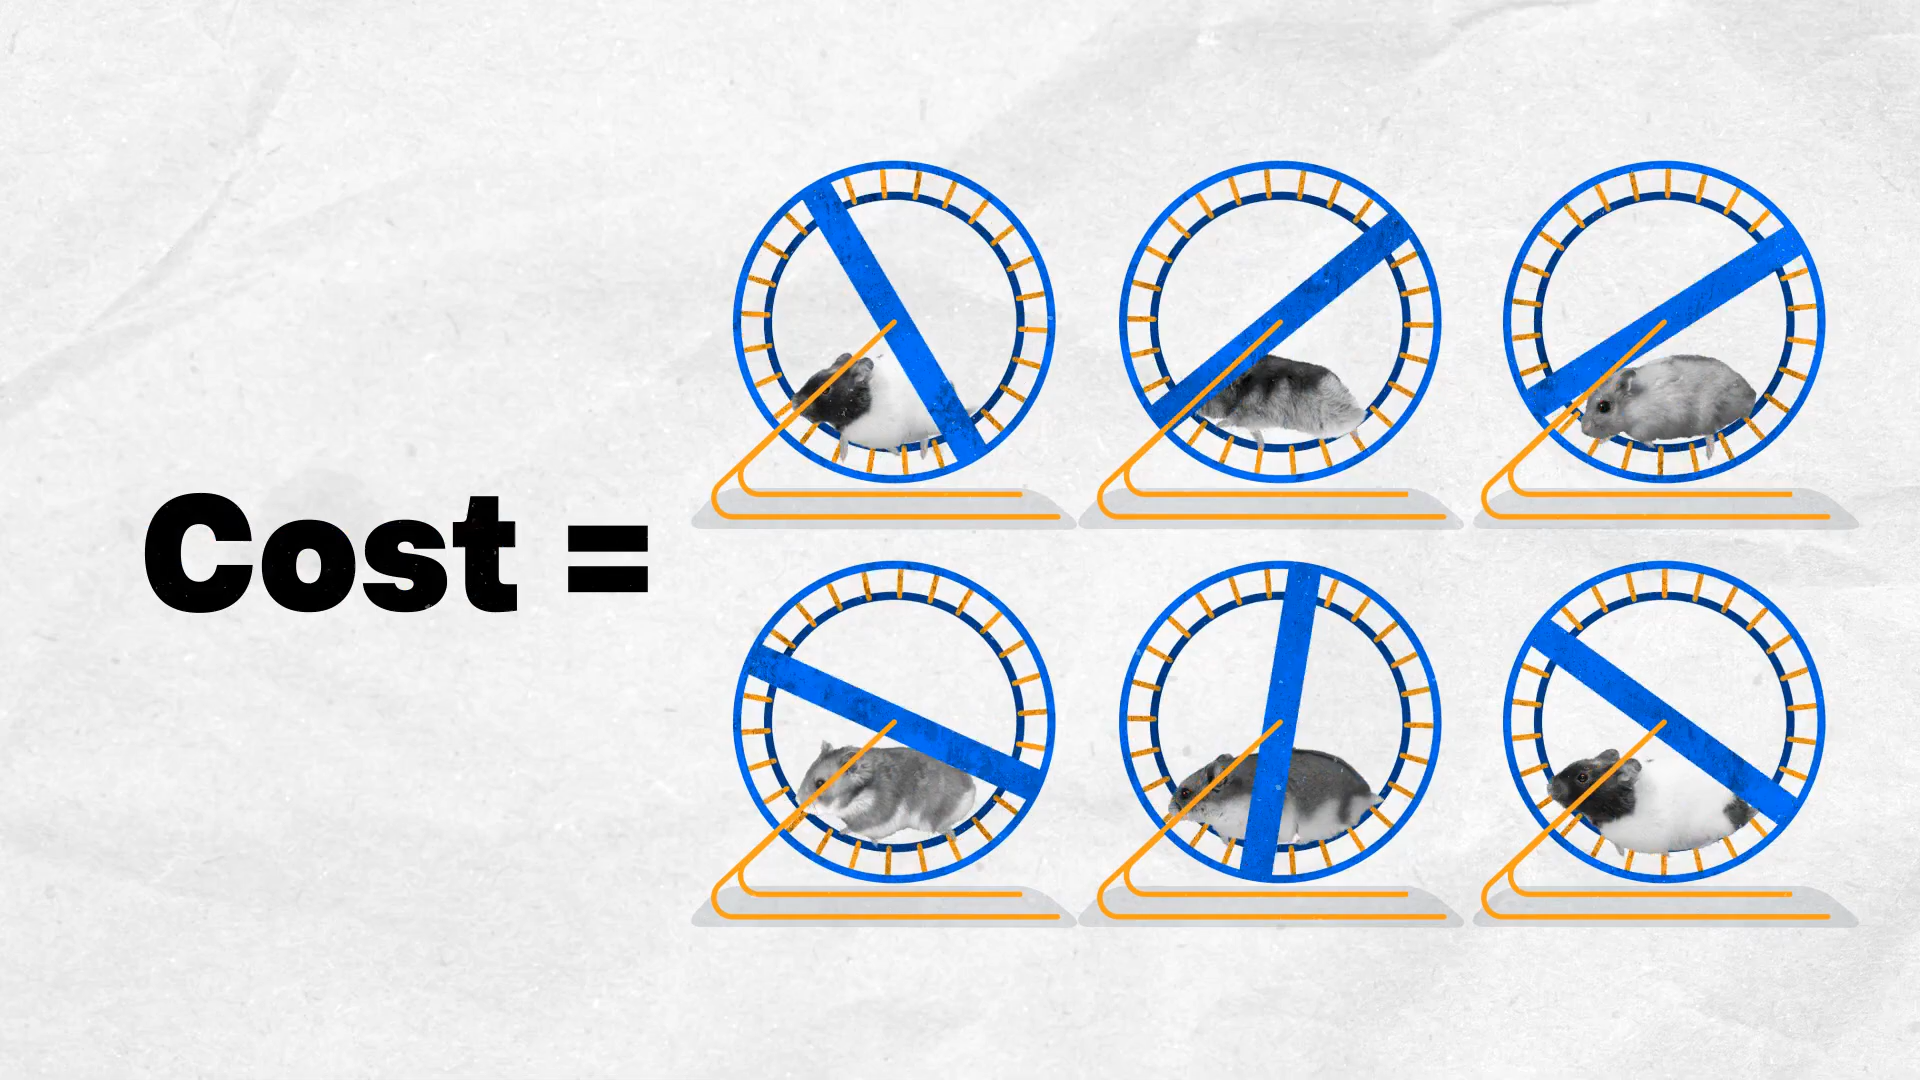 Cost =